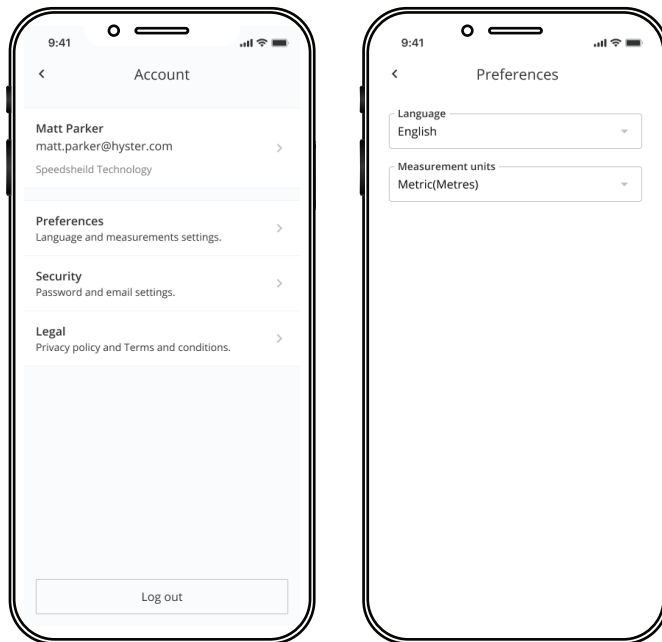 9:41
Account
Matt Parker
matt.parker@hyster.com
Speedsheild Technology
Preferences
Language and measurements settings.
Security
Password and email settings.
Legal
Privacy policy and Terms and conditions.
Log out
9:41
Preferences
Language
English
Measurement units
Metric(Metres)